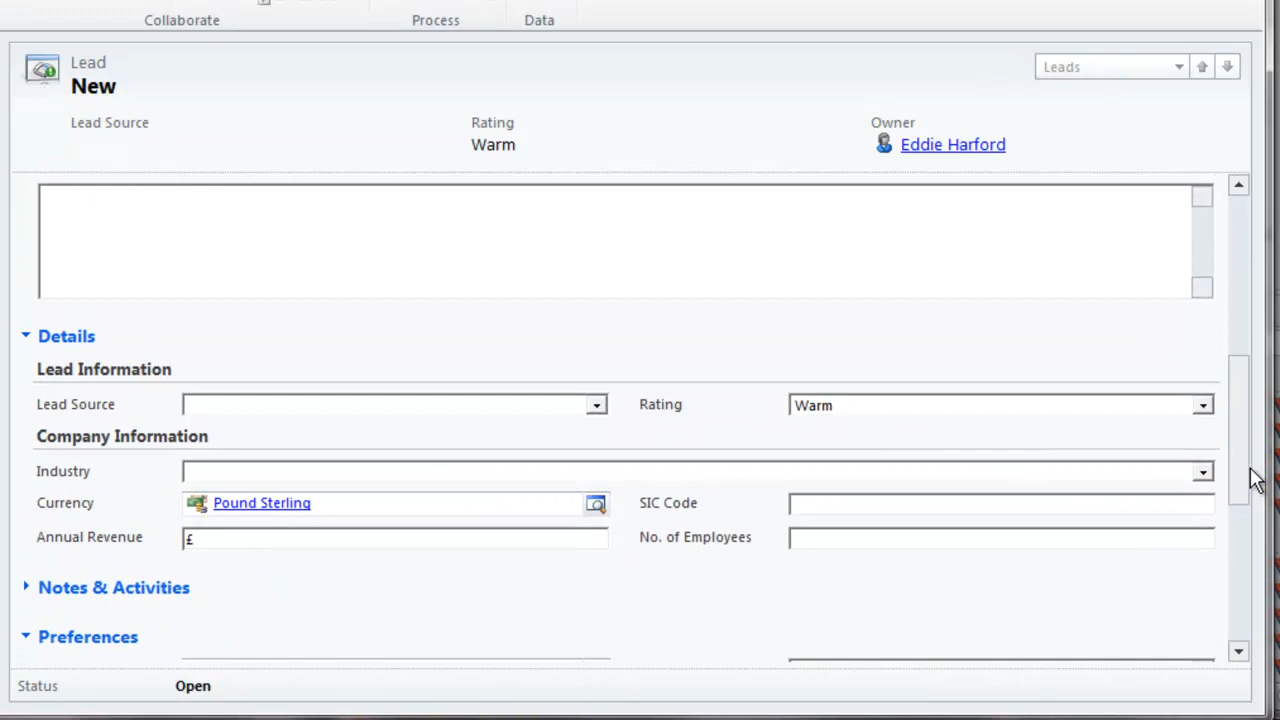 Collaborate Process Data
Lead
New
Leads
Lead Source Rating Owner
Warm Eddie Harford
Details
Lead Information
Lead Source Rating Warm
Company Information
Industry
Currency Pound Sterling SIC Code
Annual Revenue £ No. of Employees
Notes & Activities
Preferences
Status Open